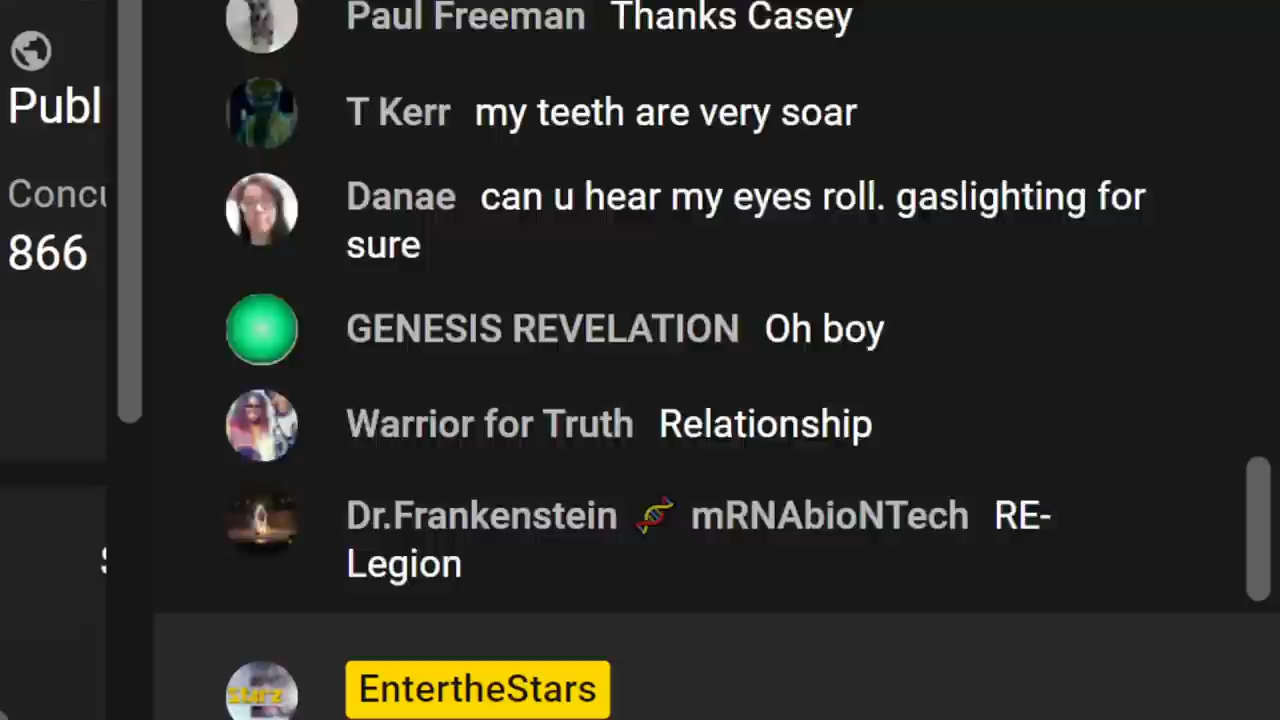 Paul Freeman Thanks Casey
Publ
T Kerr my teeth are very soar
Concu
866
Danae can u hear my eyes roll. gaslighting for
sure
GENESIS REVELATION Oh boy
Warrior for Truth Relationship
Dr.Frankenstein 🧬 mRNAbioNTech RE-
Legion
starz
EntertheStars